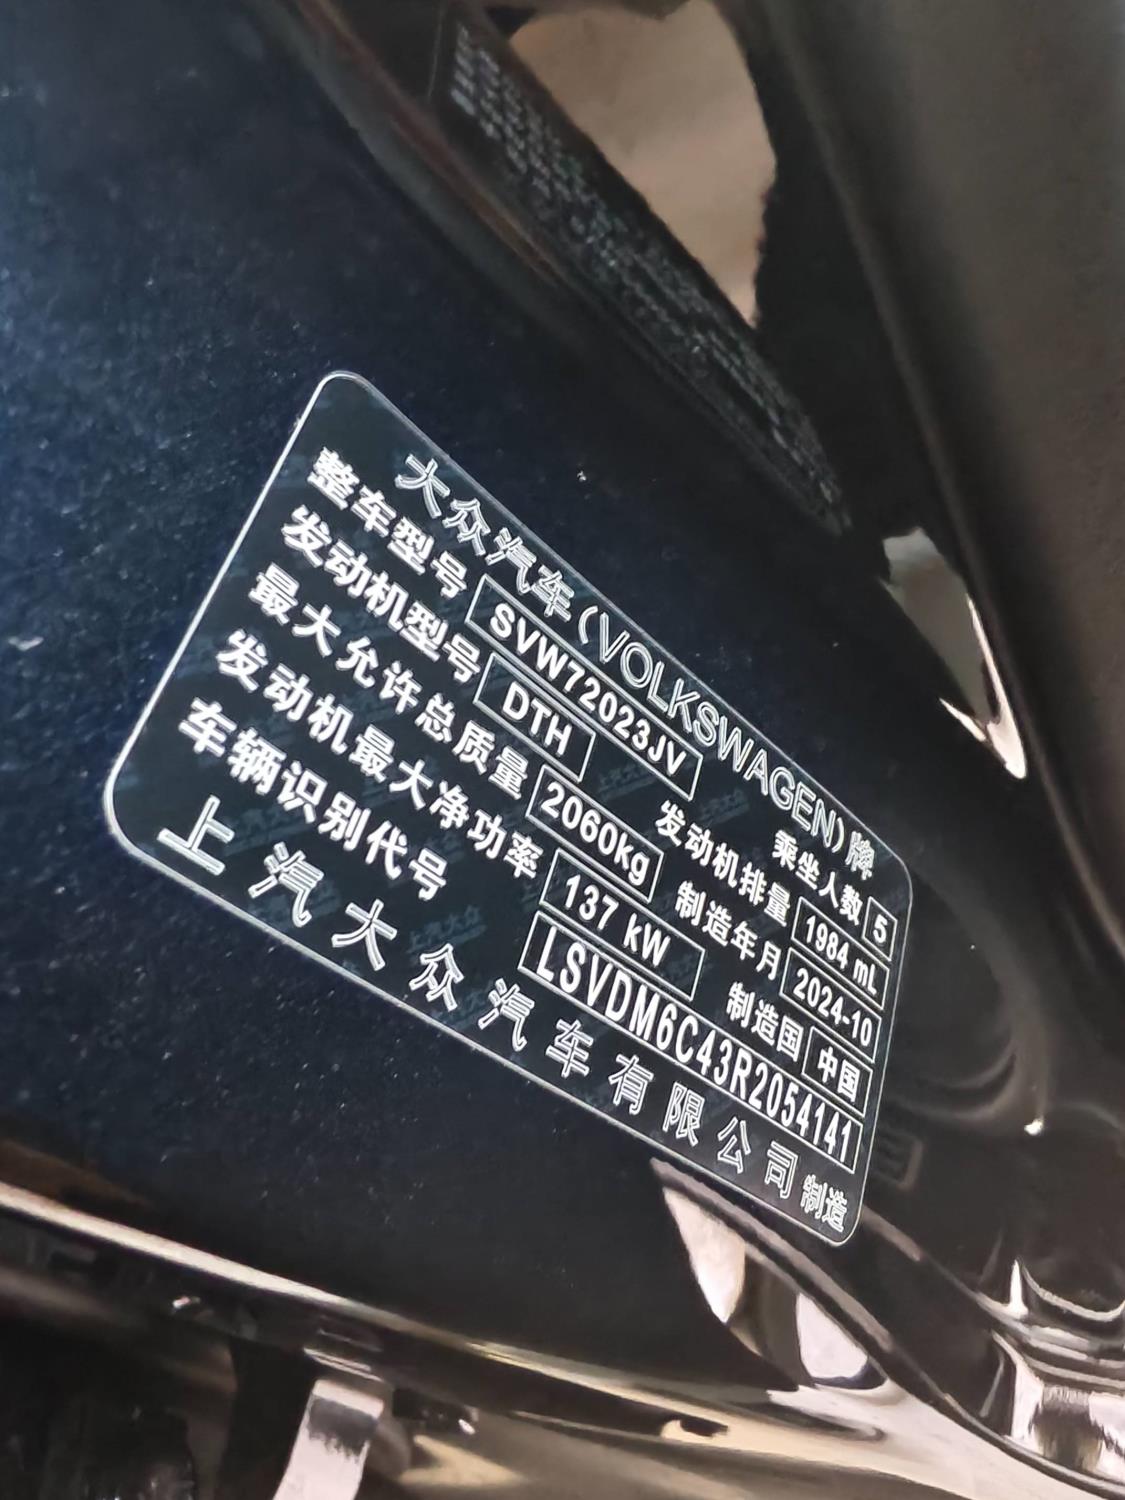 大众汽车(VOLKSWAGEN)牌
整车型号 SVW72023JV 乘坐人数 5
发动机型号 DTH 发动机排量 1984 mL
最大允许总质量 2060kg 制造年月 2024-10
发动机最大净功率 137 kW 制造国 中国
车辆识别代号 LSVDM6C43R2054141
上汽大众汽车有限公司 制造